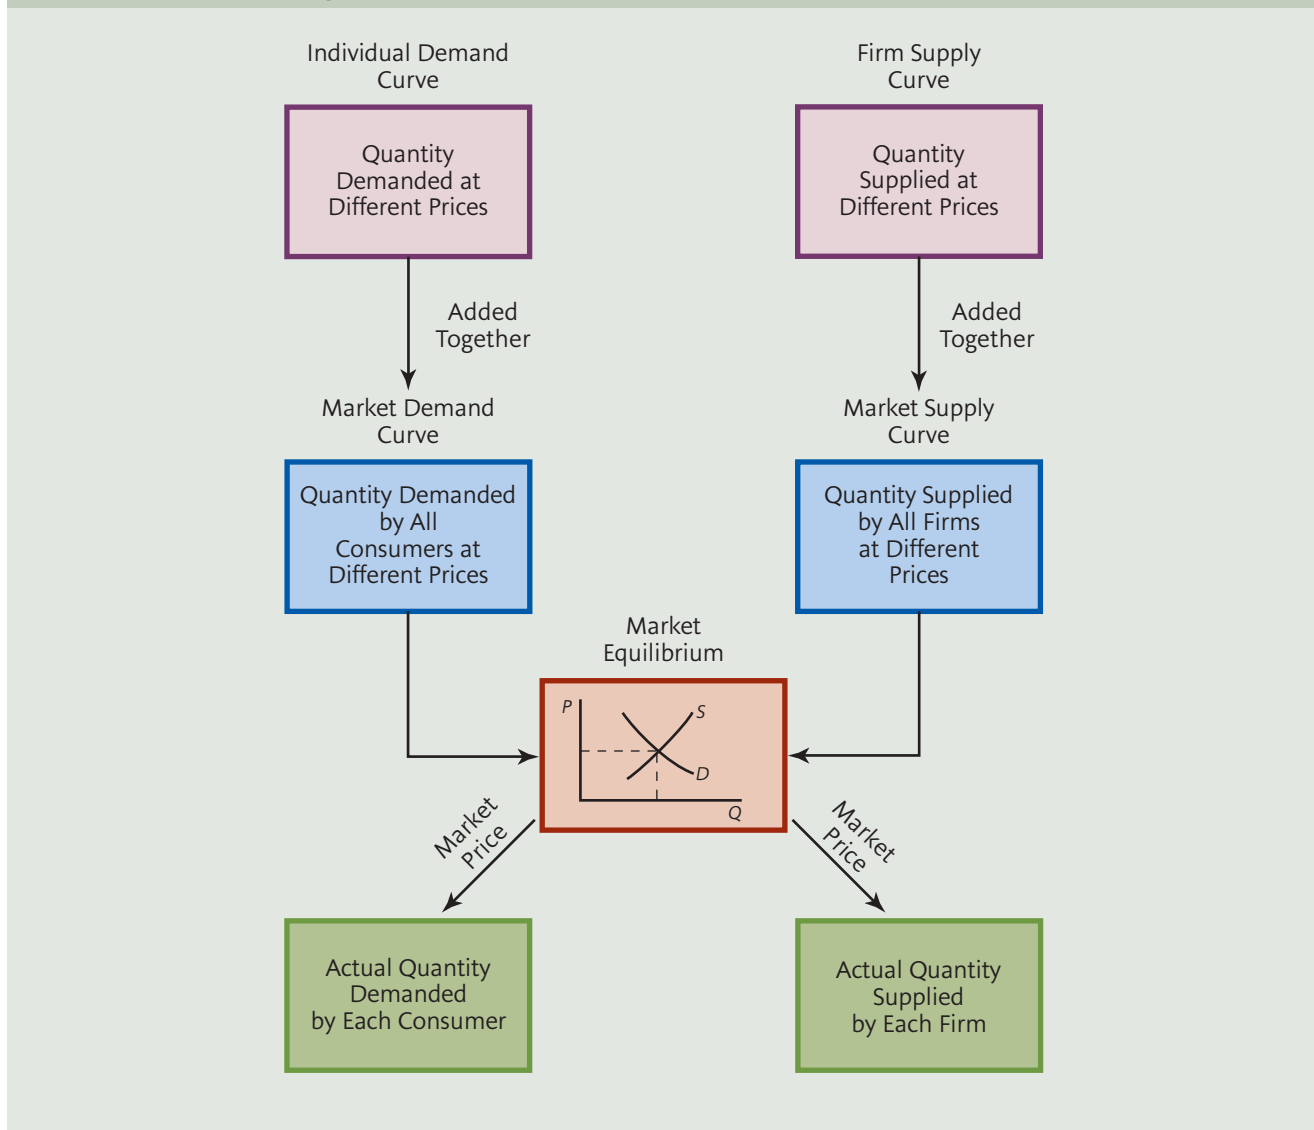 Individual Demand
Curve
Quantity
Demanded at
Different Prices
Added
Together
Market Demand
Curve
Quantity Demanded
by All
Consumers at
Different Prices
Firm Supply
Curve
Quantity
Supplied at
Different Prices
Added
Together
Market Supply
Curve
Quantity Supplied
by All Firms
at Different
Prices
Market
Equilibrium
P
S
D
Q
Market
Price
Market
Price
Actual Quantity
Demanded
by Each Consumer
Actual Quantity
Supplied
by Each Firm